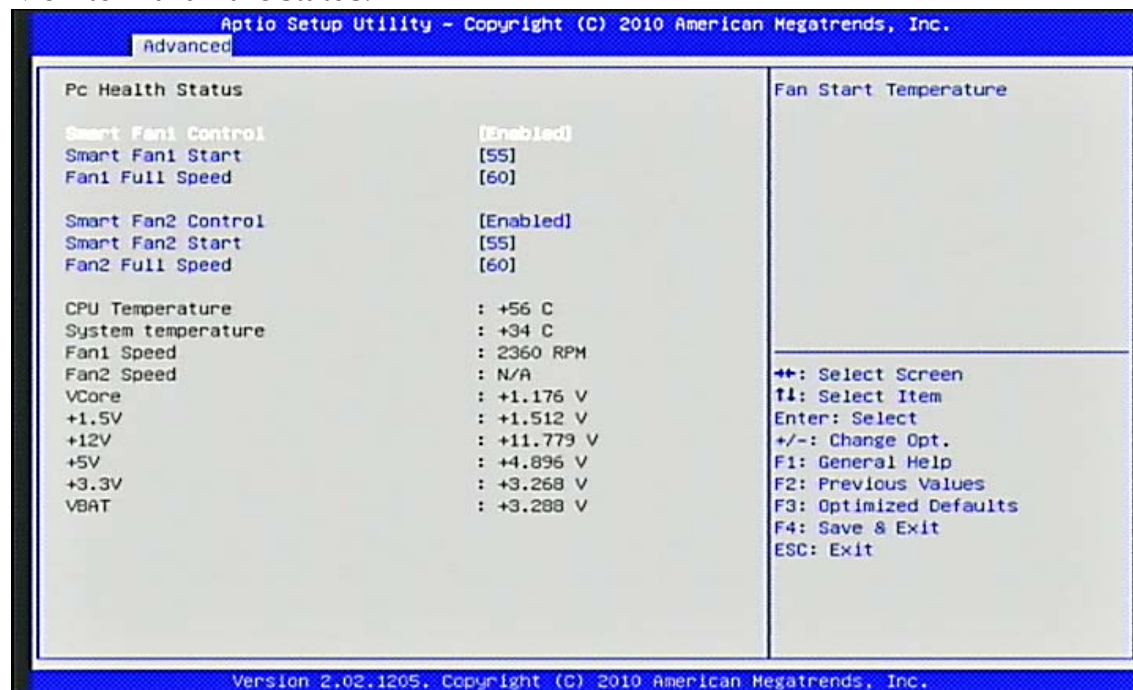 Aptio Setup Utility – Copyright (C) 2010 American Megatrends, Inc.
Advanced
Pc Health Status
Smart Fan1 Control [Enabled]
Smart Fan1 Start [55]
Fan1 Full Speed [60]
Smart Fan2 Control [Enabled]
Smart Fan2 Start [55]
Fan2 Full Speed [60]
CPU Temperature : +56 C
System temperature : +34 C
Fan1 Speed : 2360 RPM
Fan2 Speed : N/A
VCore : +1.176 V
+1.5V : +1.512 V
+12V : +11.779 V
+5V : +4.896 V
+3.3V : +3.268 V
VBAT : +3.288 V
Fan Start Temperature
→←: Select Screen
↑↓: Select Item
Enter: Select
+/-: Change Opt.
F1: General Help
F2: Previous Values
F3: Optimized Defaults
F4: Save & Exit
ESC: Exit
Version 2.02.1205. Copyright (C) 2010 American Megatrends, Inc.